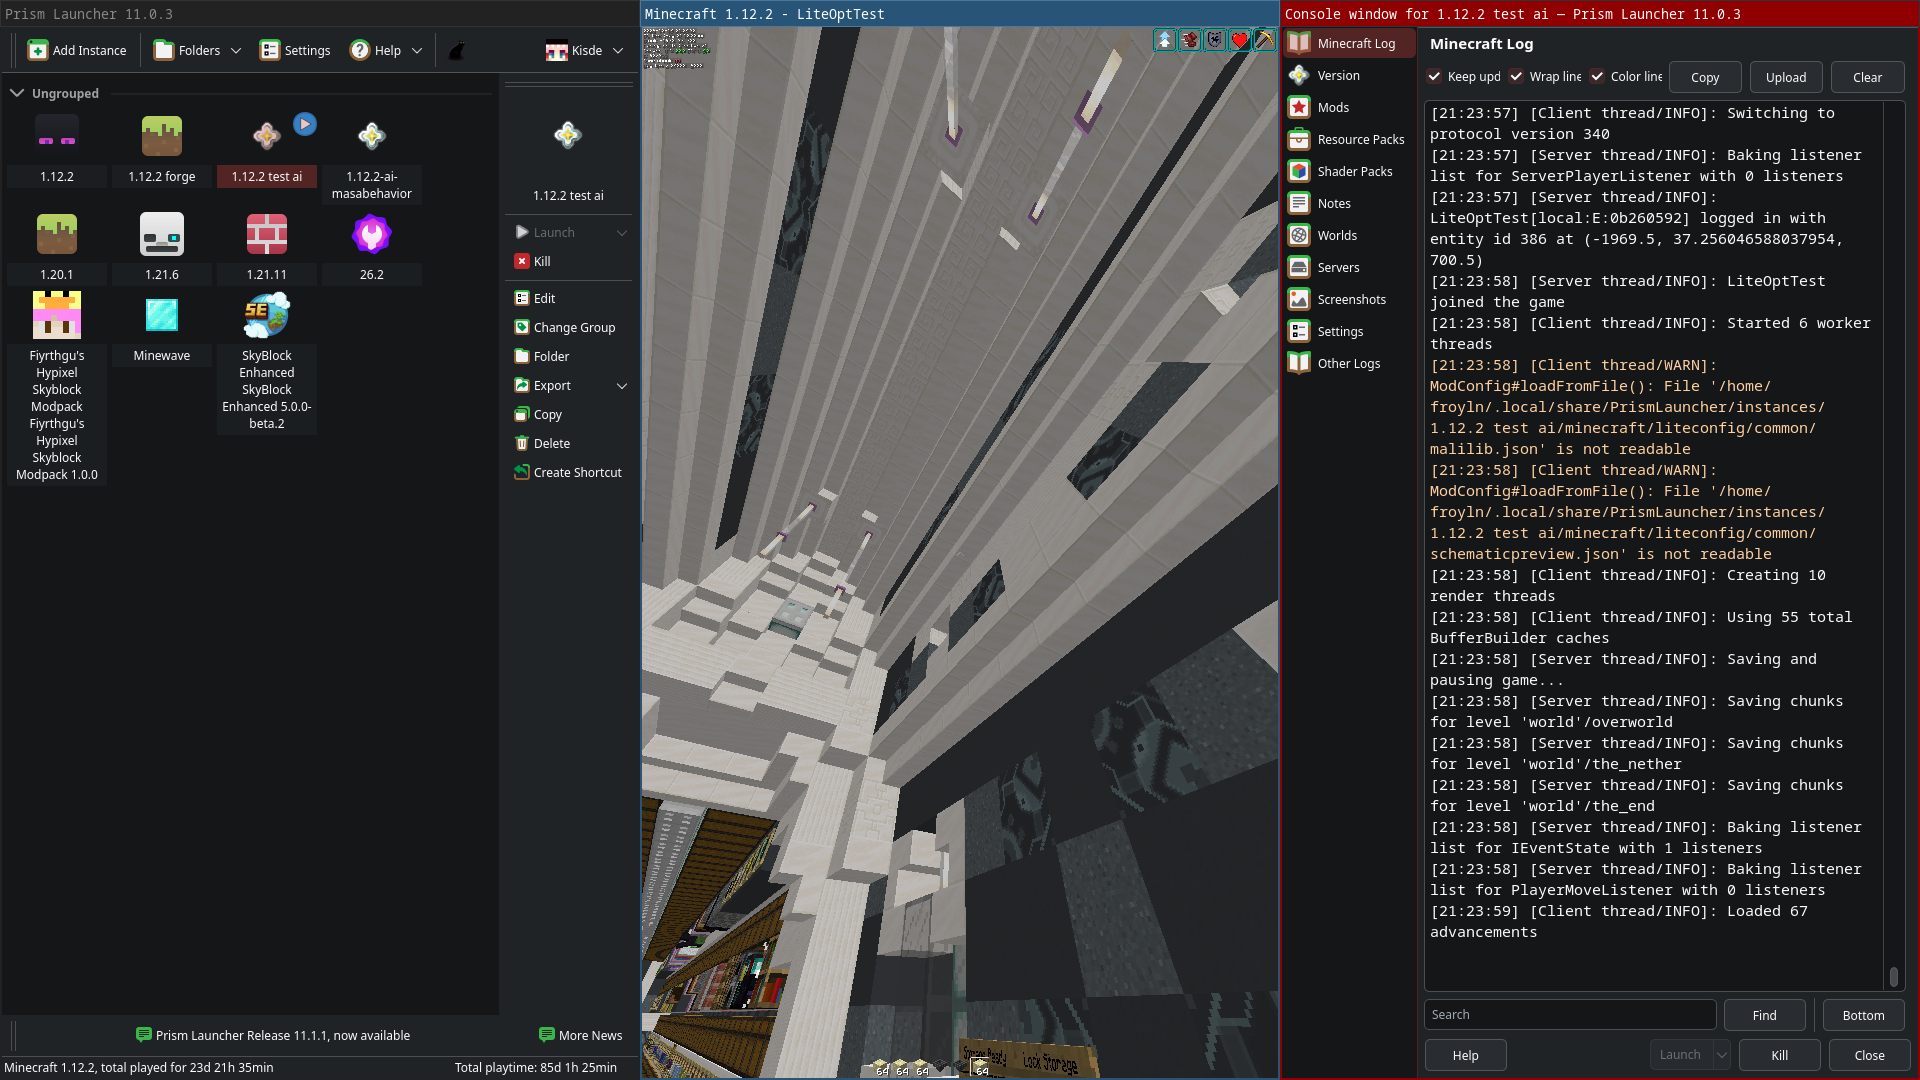 Prism Launcher 11.0.3
Add Instance
Folders
Settings
Help
Kisde
Ungrouped
1.12.2
1.12.2 forge
1.12.2 test ai
1.12.2-ai-
masabehavior
1.20.1
1.21.6
1.21.11
26.2
Fiyrthgu's
Hypixel
Skyblock
Modpack
Fiyrthgu's
Hypixel
Skyblock
Modpack 1.0.0
Minewave
SkyBlock
Enhanced
SkyBlock
Enhanced 5.0.0-
beta.2
1.12.2 test ai
Launch
Kill
Edit
Change Group
Folder
Export
Copy
Delete
Create Shortcut
Prism Launcher Release 11.1.1, now available
More News
Minecraft 1.12.2, total played for 23d 21h 35min
Total playtime: 85d 1h 25min
Minecraft 1.12.2 - LiteOptTest
Storage Ready
Lock Storage
64
64
64
64
Console window for 1.12.2 test ai — Prism Launcher 11.0.3
Minecraft Log
Version
Mods
Resource Packs
Shader Packs
Notes
Worlds
Servers
Screenshots
Settings
Other Logs
Minecraft Log
Keep upd
Wrap line
Color line
Copy
Upload
Clear
[21:23:57] [Client thread/INFO]: Switching to
protocol version 340
[21:23:57] [Server thread/INFO]: Baking listener
list for ServerPlayerListener with 0 listeners
[21:23:57] [Server thread/INFO]:
LiteOptTest[local:E:0b260592] logged in with
entity id 386 at (-1969.5, 37.256046588037954,
700.5)
[21:23:58] [Server thread/INFO]: LiteOptTest
joined the game
[21:23:58] [Client thread/INFO]: Started 6 worker
threads
[21:23:58] [Client thread/WARN]:
ModConfig#loadFromFile(): File '/home/
froyln/.local/share/PrismLauncher/instances/
1.12.2 test ai/minecraft/liteconfig/common/
malilib.json' is not readable
[21:23:58] [Client thread/WARN]:
ModConfig#loadFromFile(): File '/home/
froyln/.local/share/PrismLauncher/instances/
1.12.2 test ai/minecraft/liteconfig/common/
schematicpreview.json' is not readable
[21:23:58] [Client thread/INFO]: Creating 10
render threads
[21:23:58] [Client thread/INFO]: Using 55 total
BufferBuilder caches
[21:23:58] [Server thread/INFO]: Saving and
pausing game...
[21:23:58] [Server thread/INFO]: Saving chunks
for level 'world'/overworld
[21:23:58] [Server thread/INFO]: Saving chunks
for level 'world'/the_nether
[21:23:58] [Server thread/INFO]: Saving chunks
for level 'world'/the_end
[21:23:58] [Server thread/INFO]: Baking listener
list for IEventState with 1 listeners
[21:23:58] [Server thread/INFO]: Baking listener
list for PlayerMoveListener with 0 listeners
[21:23:59] [Client thread/INFO]: Loaded 67
advancements
Search
Find
Bottom
Help
Launch
Kill
Close